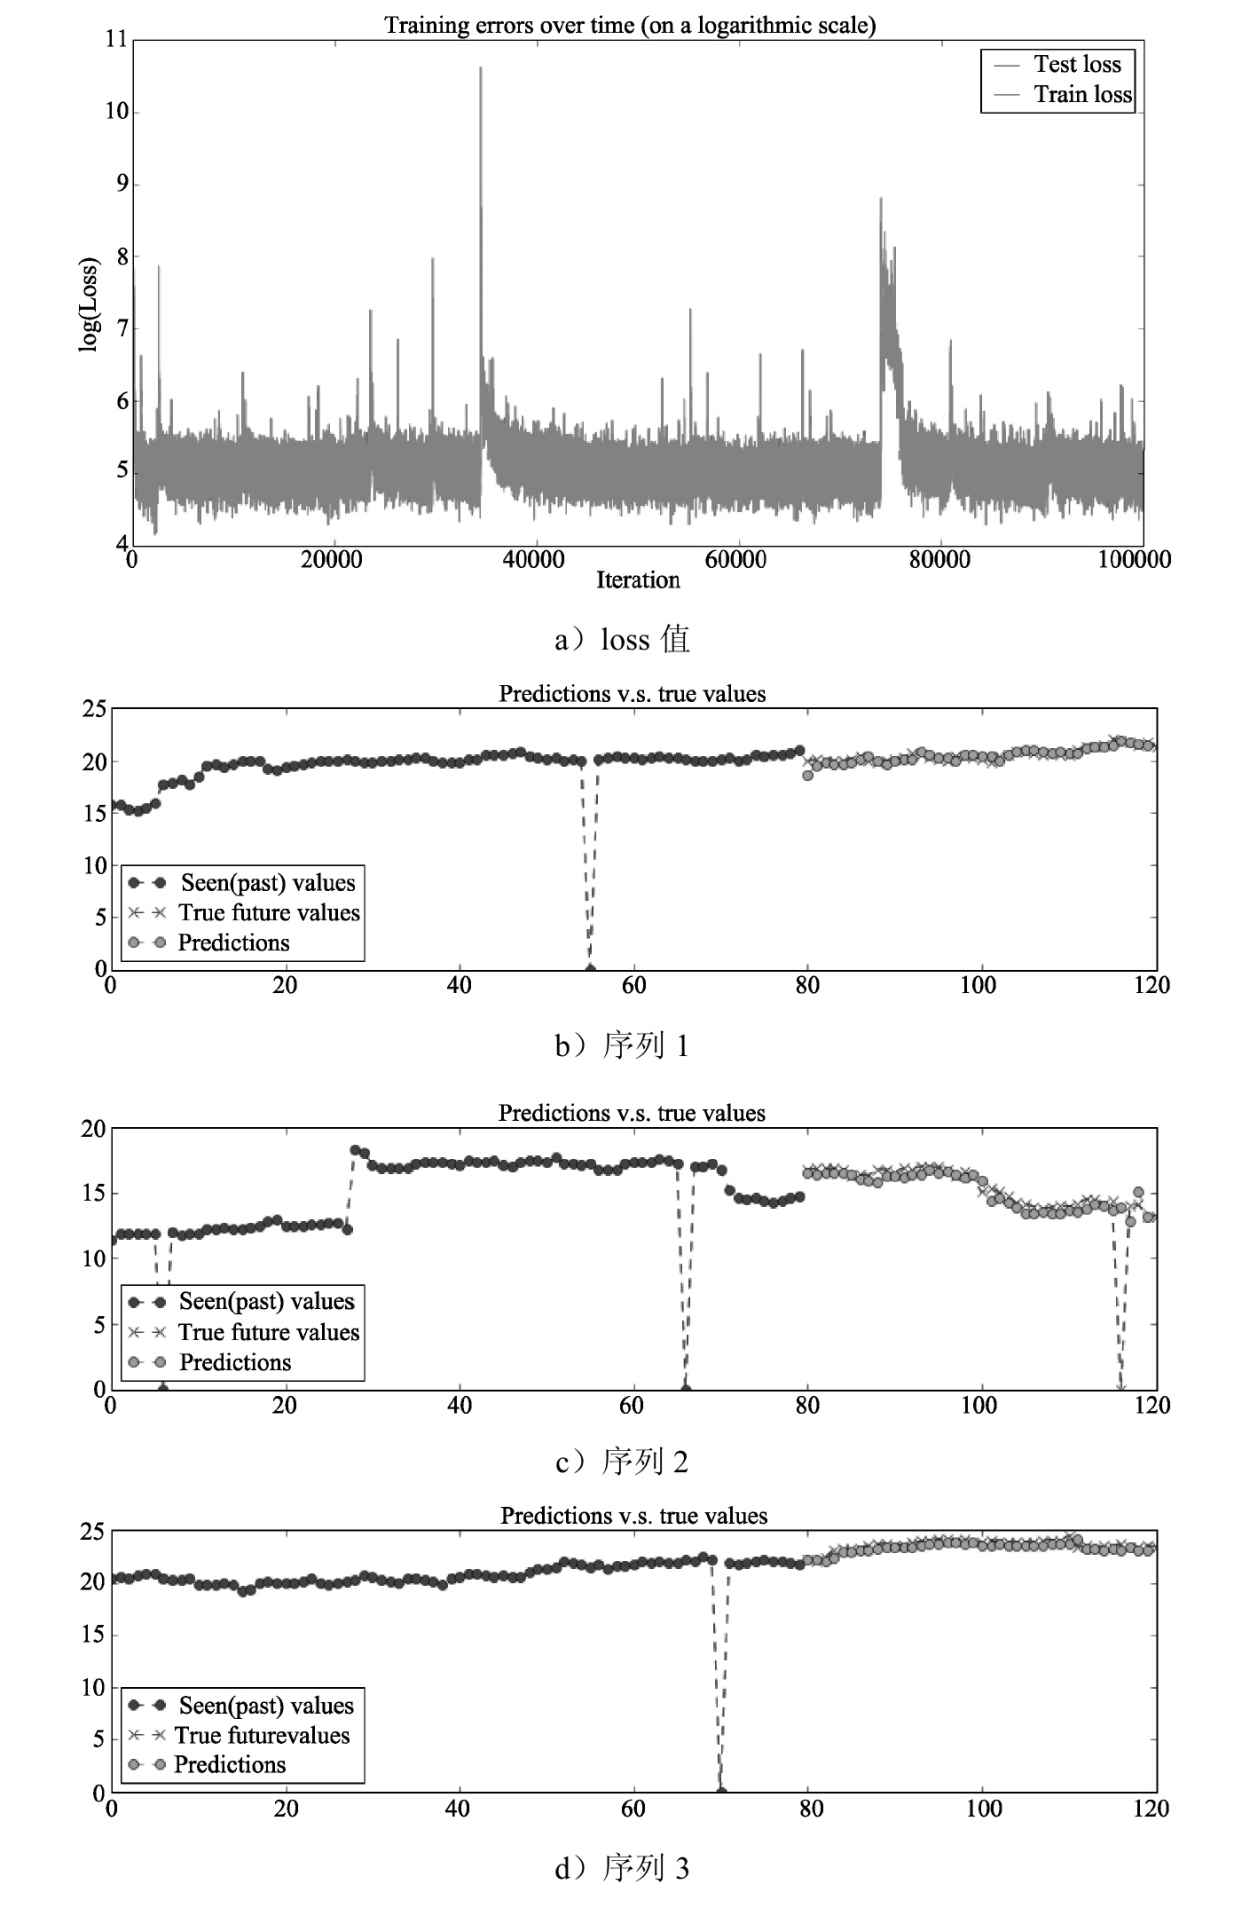 Training errors over time (on a logarithmic scale)
11
10
9
8
7
6
5
4
log(Loss)
Test loss
Train loss
0 20000 40000 60000 80000 100000
Iteration
a）loss 值
Predictions v.s. true values
25
20
15
10
5
0
Seen(past) values
True future values
Predictions
0 20 40 60 80 100 120
b）序列 1
Predictions v.s. true values
20
15
10
5
0
Seen(past) values
True future values
Predictions
0 20 40 60 80 100 120
c）序列 2
Predictions v.s. true values
25
20
15
10
5
0
Seen(past) values
True futurevalues
Predictions
0 20 40 60 80 100 120
d）序列 3